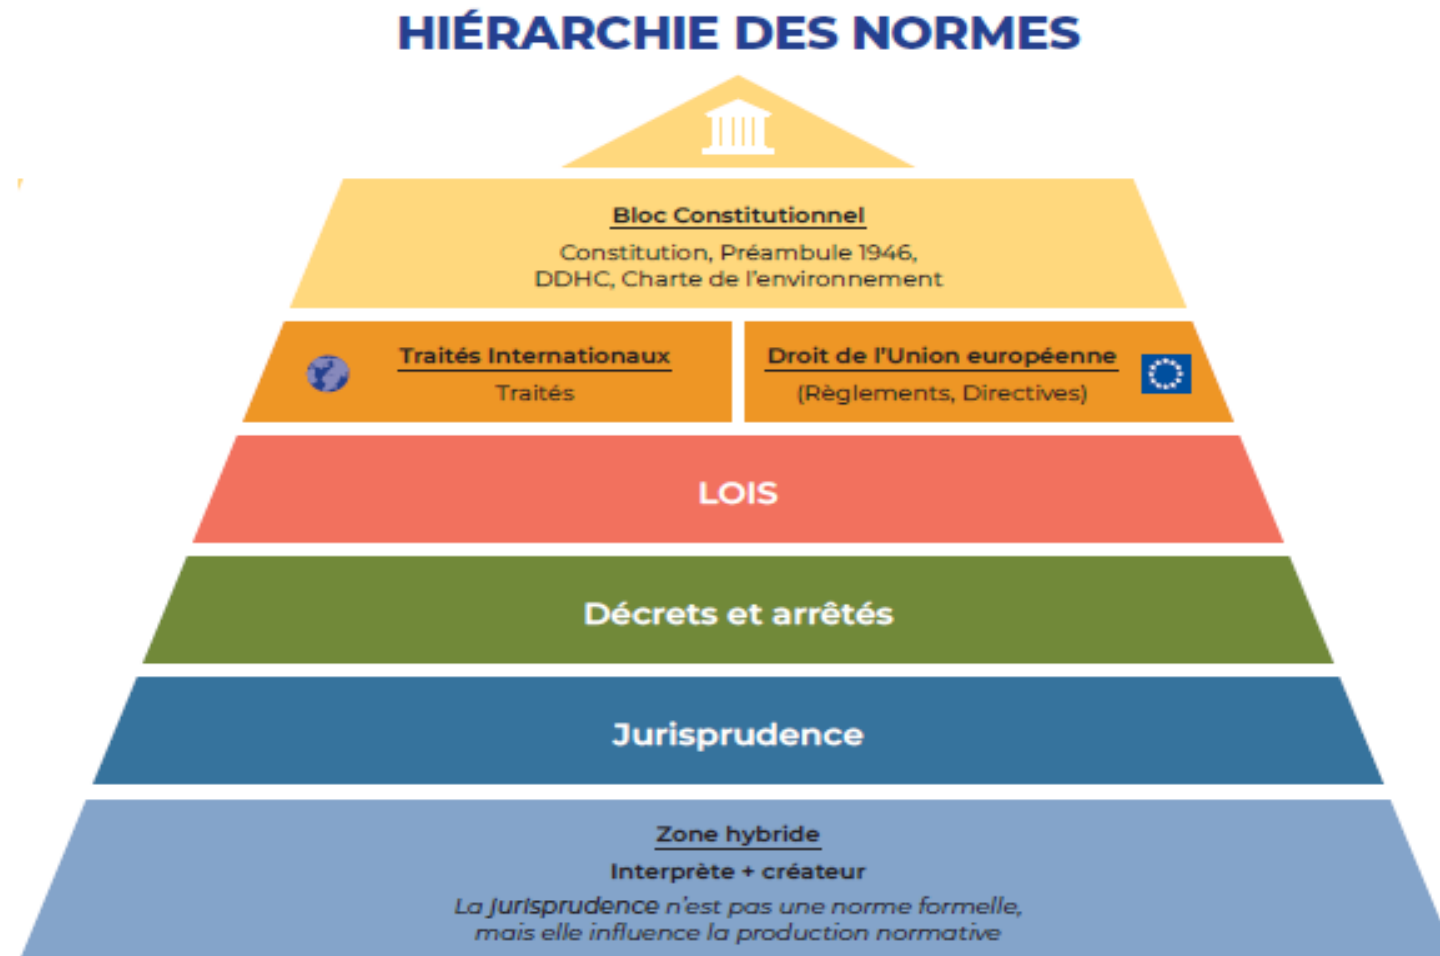 HIÉRARCHIE DES NORMES
Bloc Constitutionnel
Constitution, Préambule 1946,
DDHC, Charte de l'environnement
Traités Internationaux
Traités
Droit de l'Union européenne
(Règlements, Directives)
LOIS
Décrets et arrêtés
Jurisprudence
Zone hybride
Interprète + créateur
La jurisprudence n'est pas une norme formelle,
mais elle influence la production normative